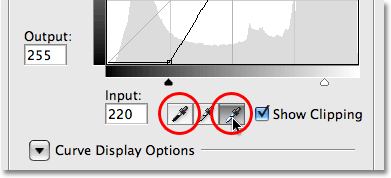 Output:
255
Input:
220
Show Clipping
Curve Display Options